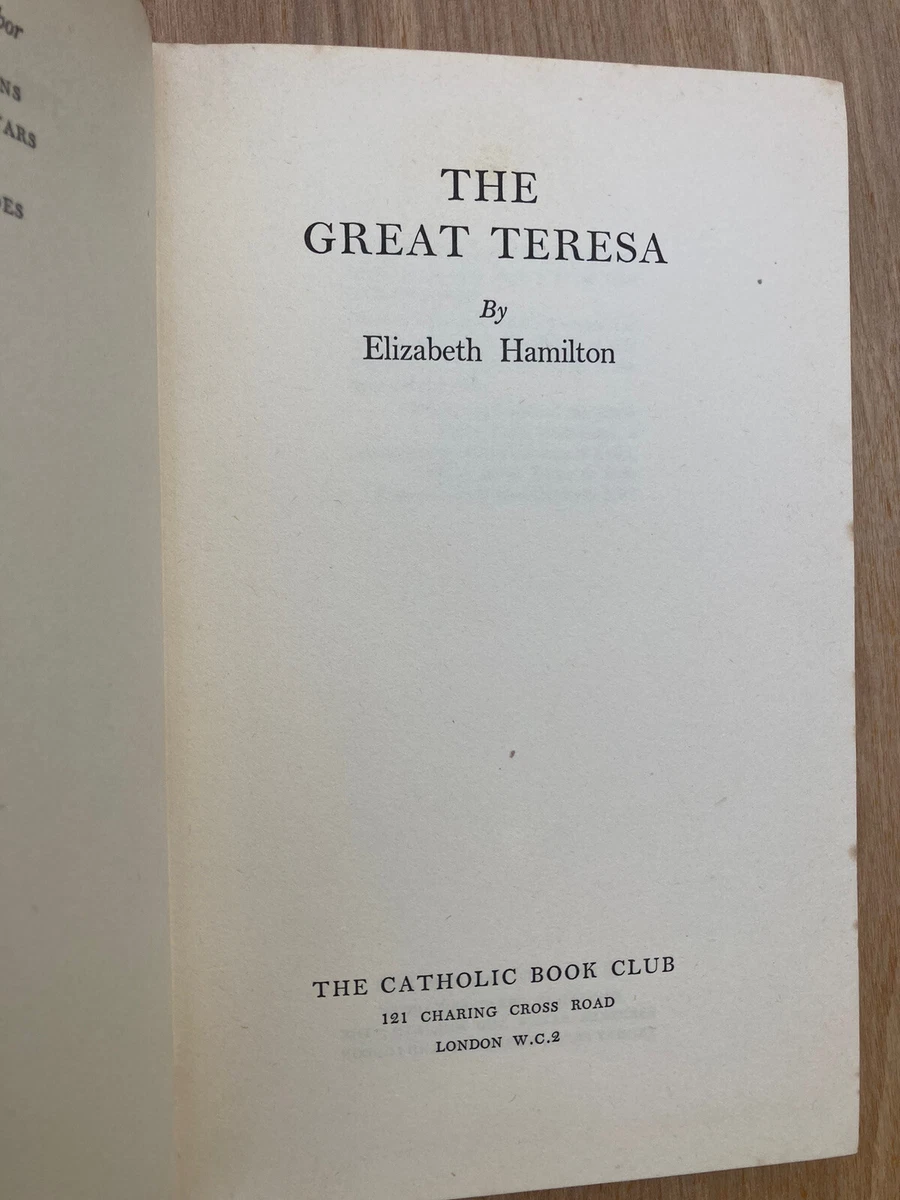 THE
GREAT TERESA
By
Elizabeth Hamilton
THE CATHOLIC BOOK CLUB
121 CHARING CROSS ROAD
LONDON W.C.2